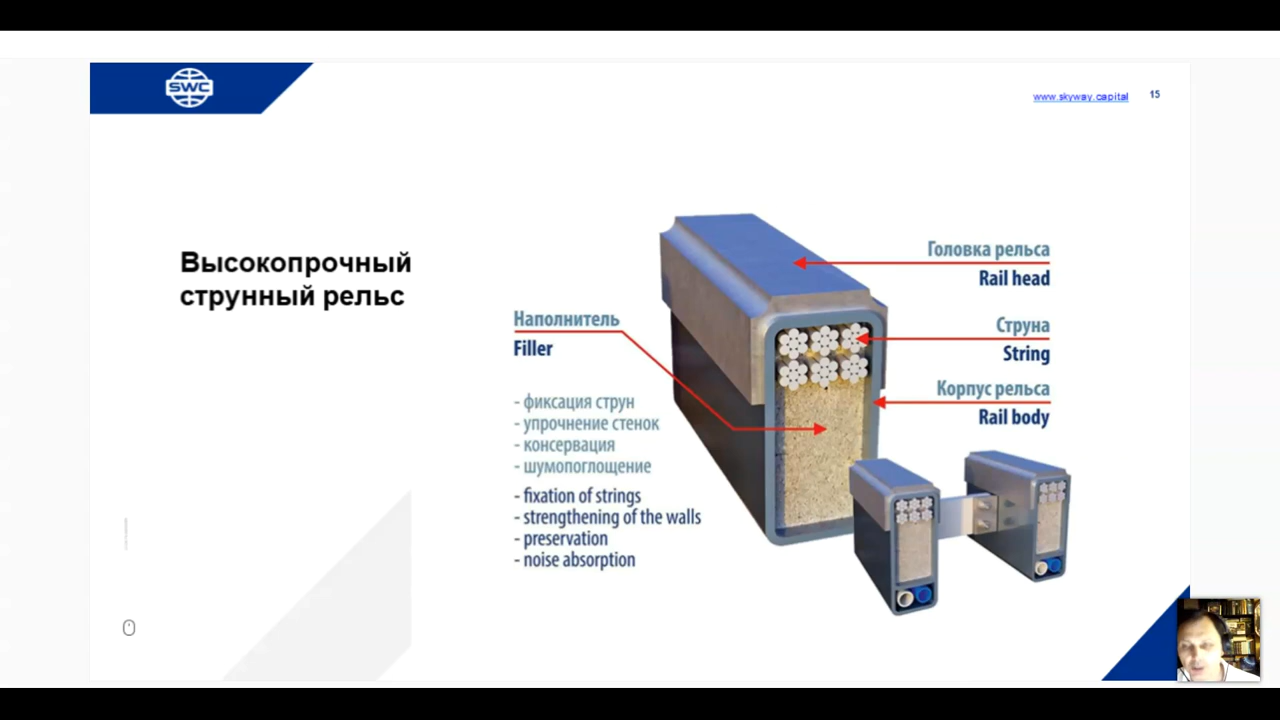 SWC
www.skyway.capital
15
Высокопрочный
струнный рельс
Наполнитель
Filler
- фиксация струн
- упрочнение стенок
- консервация
- шумопоглощение
- fixation of strings
- strengthening of the walls
- preservation
- noise absorption
Головка рельса
Rail head
Струна
String
Корпус рельса
Rail body